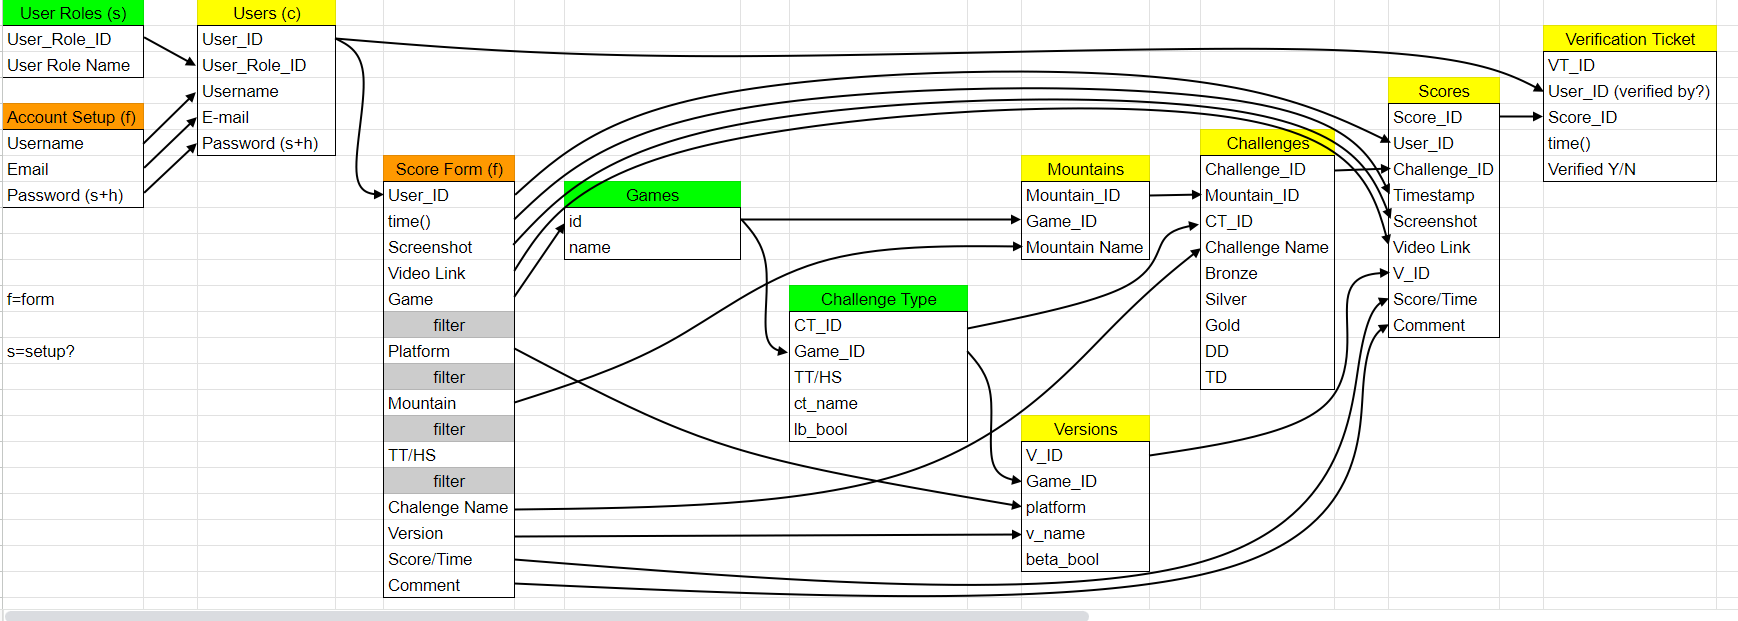 User Roles (s)
User_Role_ID
User Role Name
Account Setup (f)
Username
Email
Password (s+h)
f=form
s=setup?
Users (c)
User_ID
User_Role_ID
Username
E-mail
Password (s+h)
Score Form (f)
User_ID
time()
Screenshot
Video Link
Game
filter
Platform
filter
Mountain
filter
TT/HS
filter
Chalenge Name
Version
Score/Time
Comment
Games
id
name
Challenge Type
CT_ID
Game_ID
TT/HS
ct_name
lb_bool
Mountains
Mountain_ID
Game_ID
Mountain Name
Versions
V_ID
Game_ID
platform
v_name
beta_bool
Challenges
Challenge_ID
Mountain_ID
CT_ID
Challenge Name
Bronze
Silver
Gold
DD
TD
Scores
Score_ID
User_ID
Challenge_ID
Timestamp
Screenshot
Video Link
V_ID
Score/Time
Comment
Verification Ticket
VT_ID
User_ID (verified by?)
Score_ID
time()
Verified Y/N